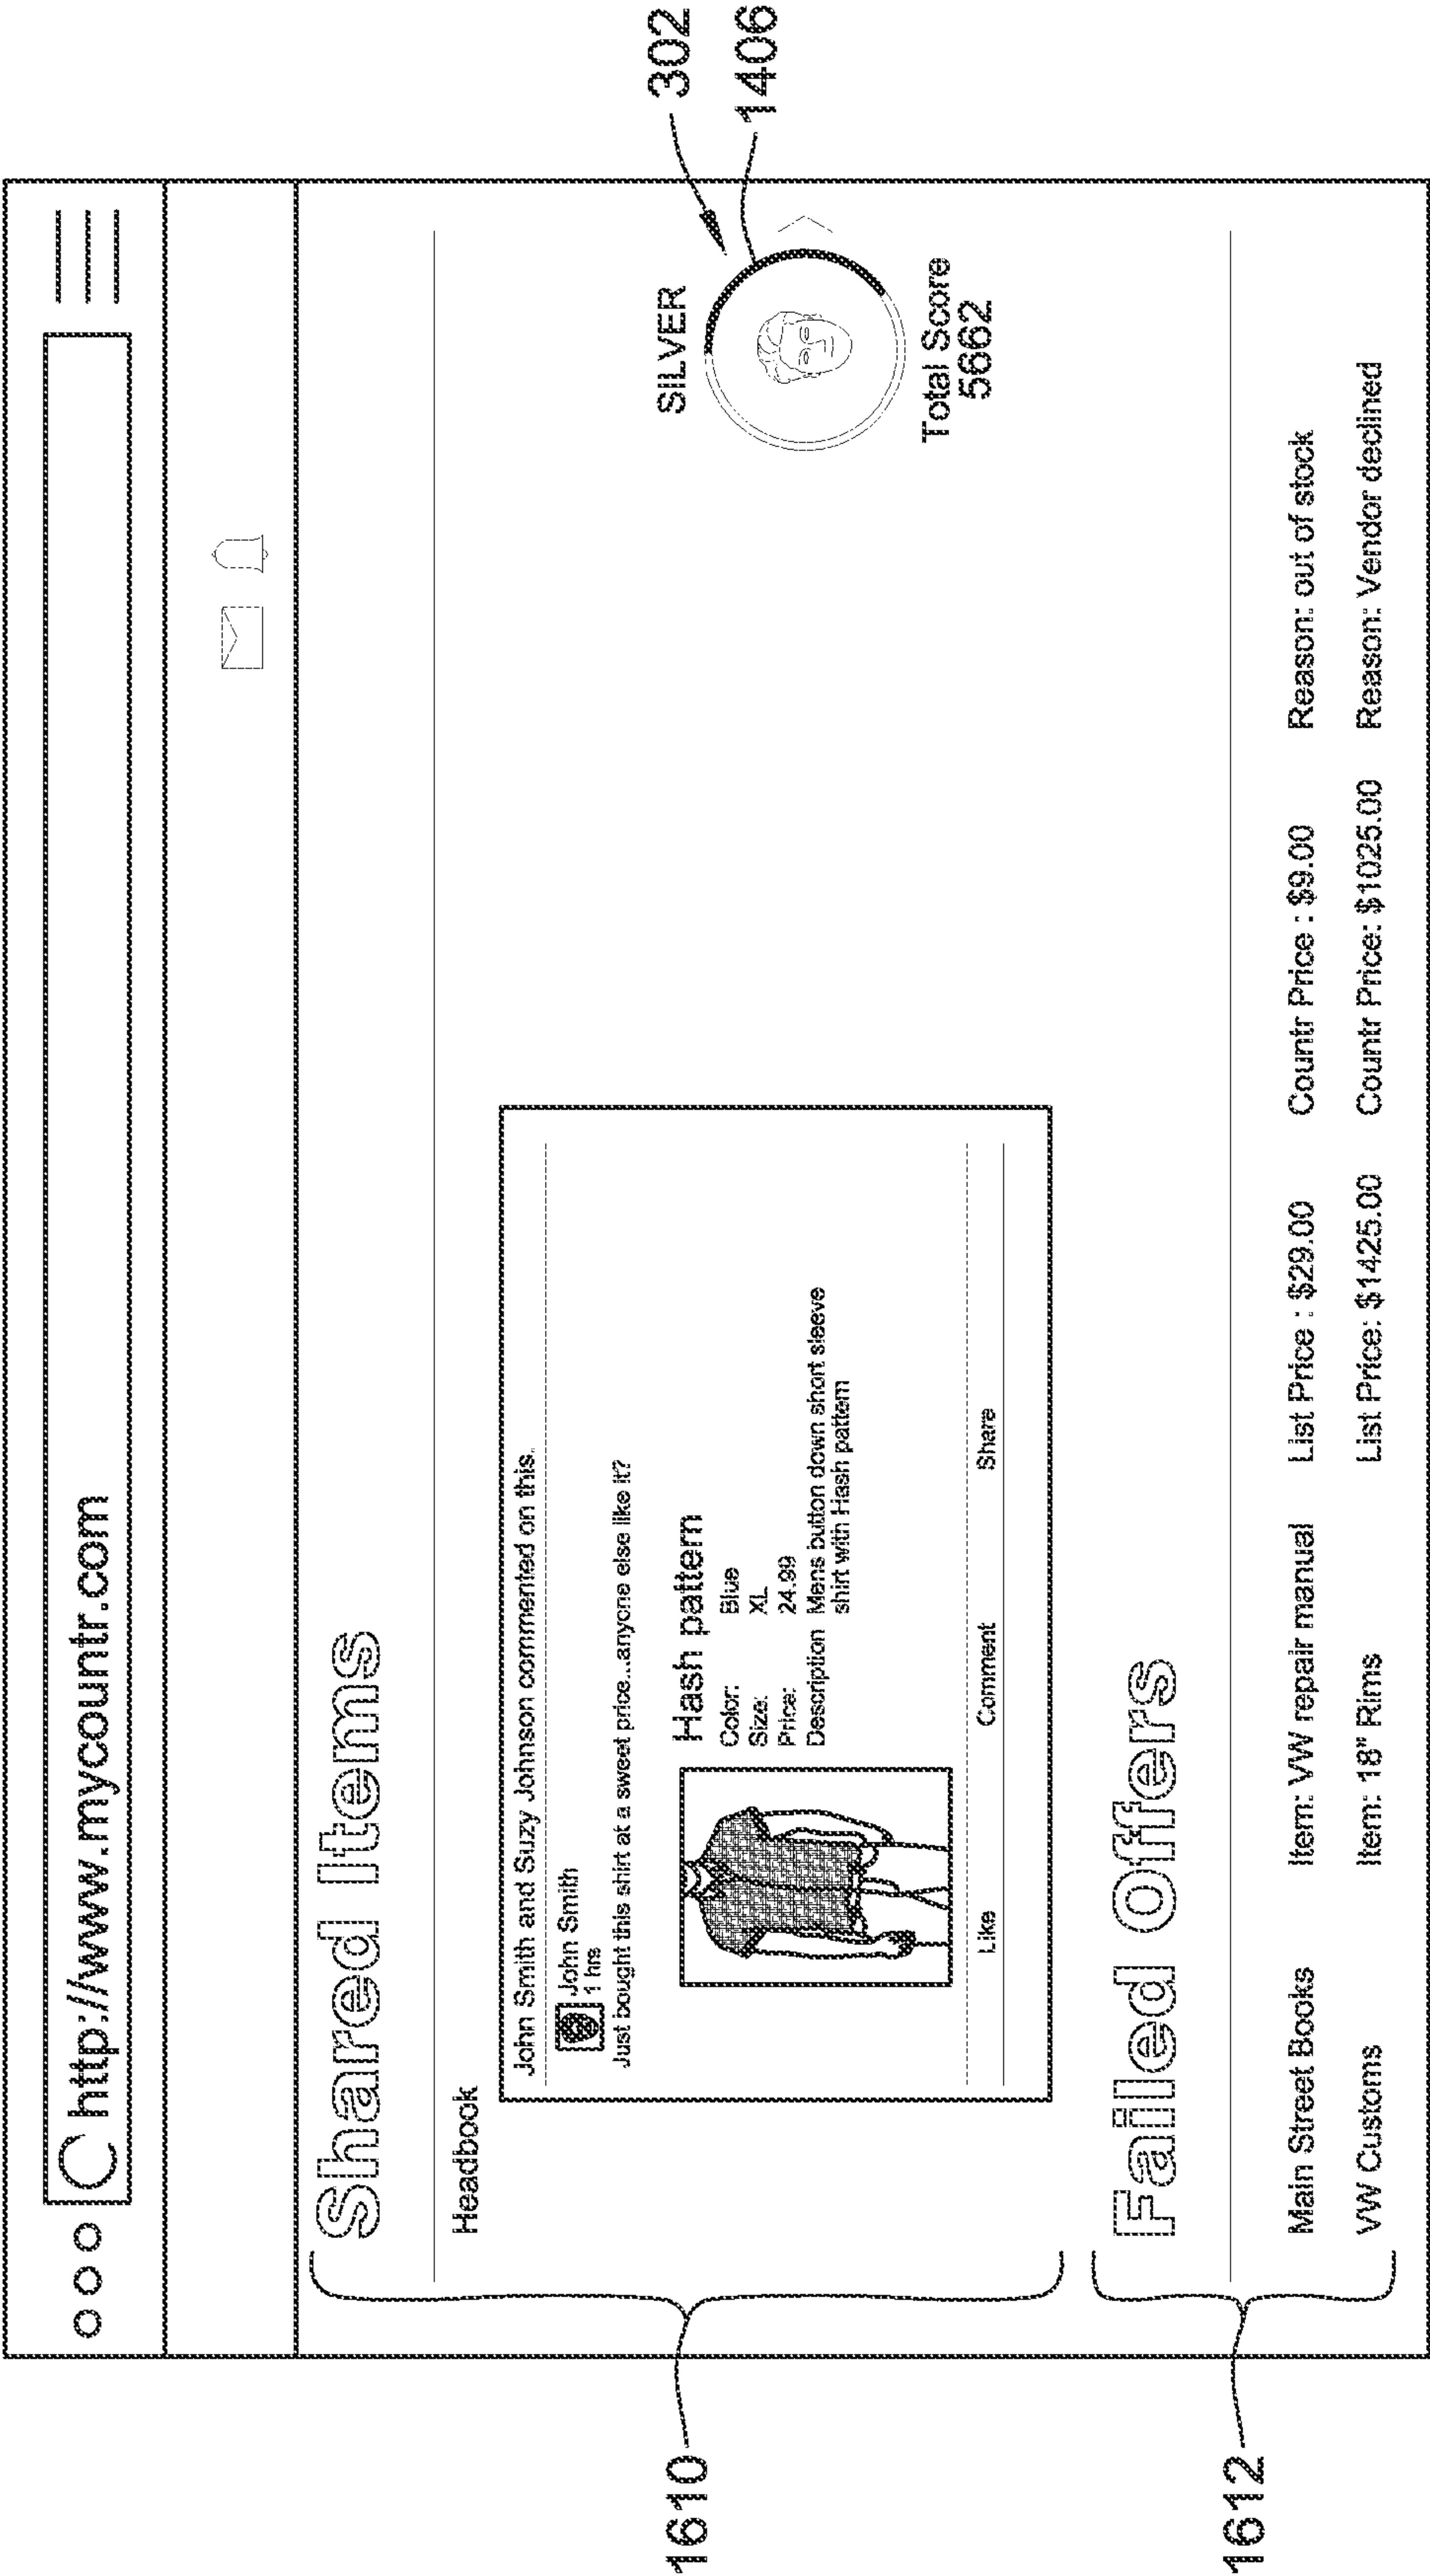 http://www.mycountr.com
Shared Items
Headbook
John Smith and Suzy Johnson commented on this.
John Smith
1 hrs
Just bought this shirt at a sweet price...anyone else like it?
Hash pattern
Color: Blue
Size: XL
Price: 24.99
Description Mens button down short sleeve
shirt with Hash pattern
Like Comment Share
SILVER
Total Score
5662
302
1406
1610
Failed Offers
Main Street Books Item: VW repair manual List Price : $29.00 Countr Price : $9.00 Reason: out of stock
VW Customs Item: 18" Rims List Price: $1425.00 Countr Price: $1025.00 Reason: Vendor declined
1612